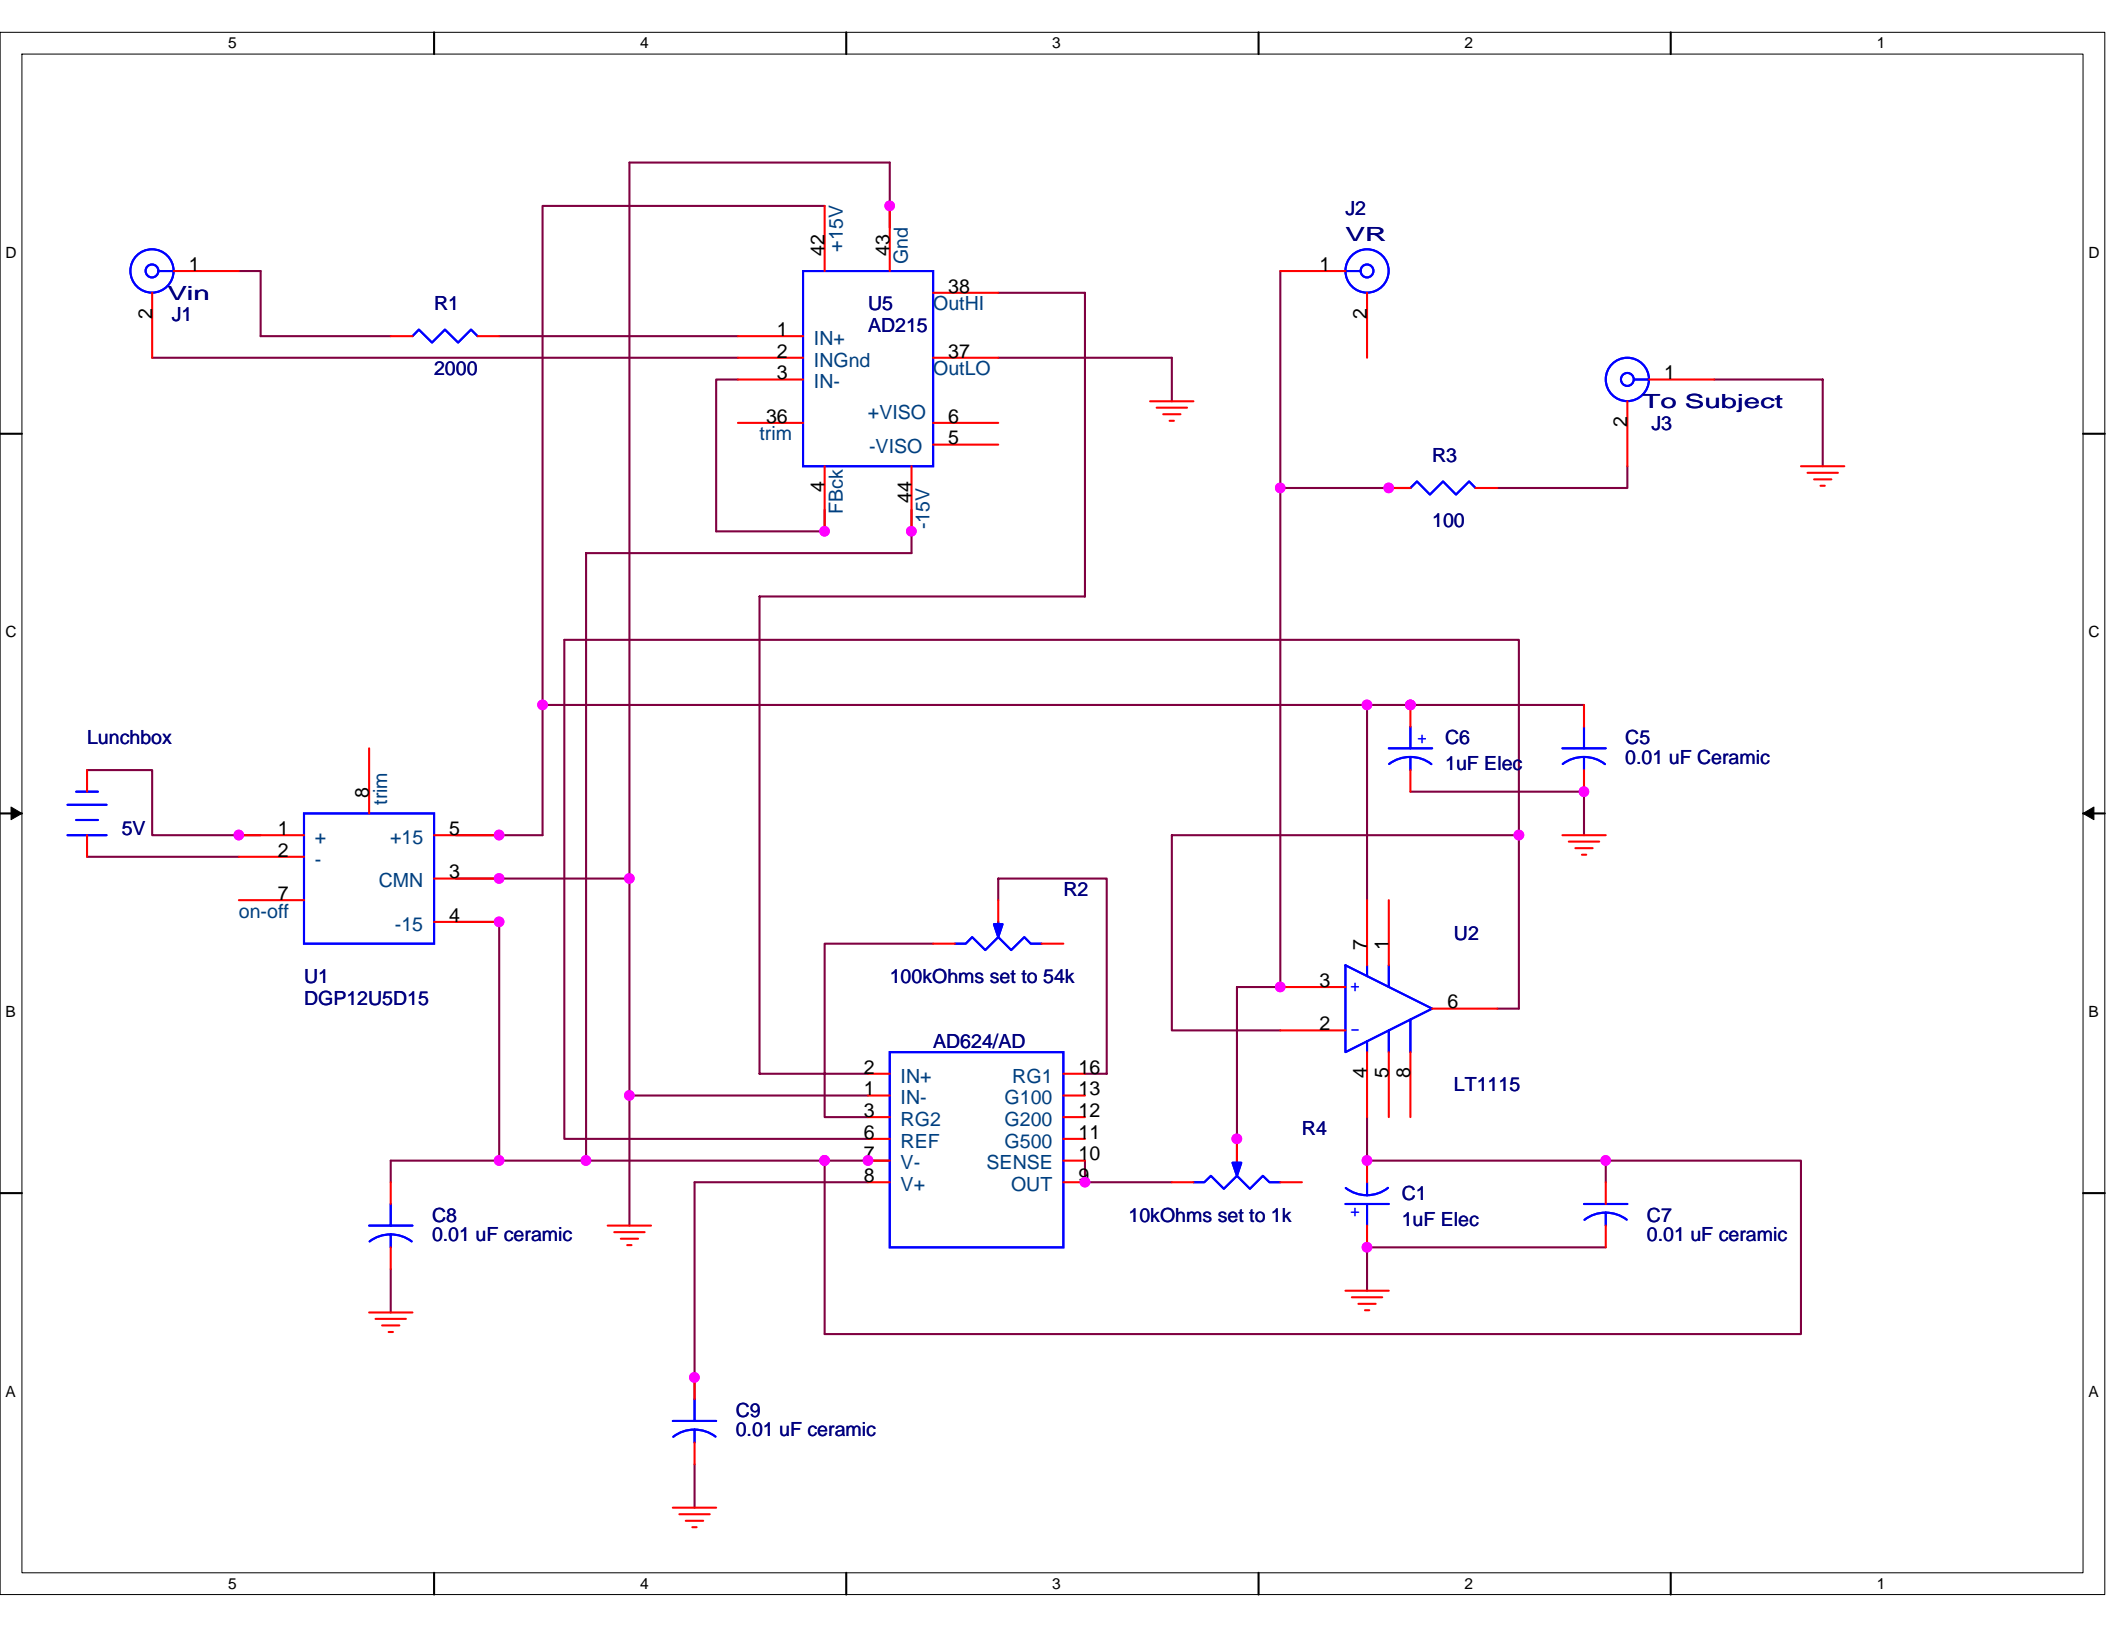 5 4 3 2 1
D
D
C
C
B
B
A
A
5 4 3 2 1
1
Vin
J1
2
R1
2000
42
+15V
43
Gnd
U5
AD215
38
OutHI
37
OutLO
1
IN+
2
INGnd
3
IN-
36
trim
+VISO
6
-VISO
5
4
FBck
44
-15V
J2
VR
1
2
1
To Subject
J3
2
R3
100
Lunchbox
5V
8
trim
1
+
2
-
7
on-off
+15
5
CMN
3
-15
4
U1
DGP12U5D15
R2
100kOhms set to 54k
AD624/AD
2
IN+
1
IN-
3
RG2
6
REF
7
V-
8
V+
RG1
16
G100
13
G200
12
G500
11
SENSE
10
OUT
9
+
C6
1uF Elec
C5
0.01 uF Ceramic
7
1
U2
3
+
2
-
6
4
5
8
LT1115
R4
10kOhms set to 1k
C1
1uF Elec
+
C7
0.01 uF ceramic
C8
0.01 uF ceramic
C9
0.01 uF ceramic